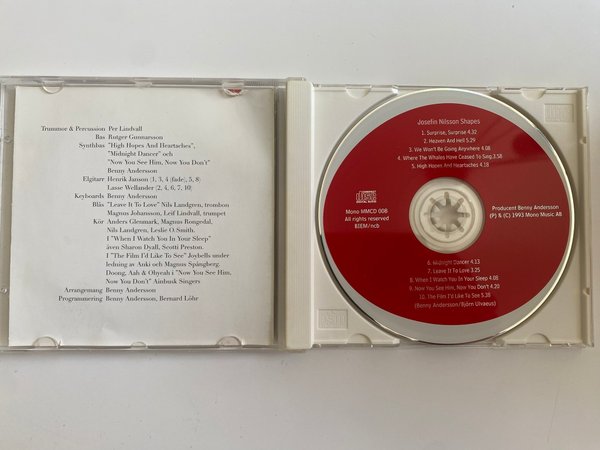 Trummor & Percussion Per Lindvall
Bas Rutger Gunnarsson
Synthbas "High Hopes And Heartaches",
"Midnight Dancer" och
"Now You See Him, Now You Don't"
Benny Andersson
Elgitarr Henrik Janson (1, 3, 4 (fade), 5, 8)
Lasse Wellander (2, 4, 6, 7, 10)
Keyboards Benny Andersson
Blås "Leave It To Love" Nils Landgren, trombon
Magnus Johansson, Leif Lindvall, trumpet
Kör Anders Glenmark, Magnus Rongedal,
Nils Landgren, Leslie O. Smith.
I "When I Watch You In Your Sleep"
även Sharon Dyall, Scotti Preston.
I "The Film I'd Like To See" Joybells under
ledning av Anki och Magnus Spångberg.
Doong, Aah & Ohyeah i "Now You See Him,
Now You Don't" Ainbusk Singers
Arrangemang Benny Andersson
Programmering Benny Andersson, Bernard Löhr
Josefin Nilsson Shapes
1. Surprise, Surprise 4.32
2. Heaven And Hell 5.29
3. We Won't Be Going Anywhere 4.08
4. Where The Whales Have Ceased To Sing 3.58
5. High Hopes And Heartaches 4.18
COMPACT
disc
DIGITAL AUDIO
Mono MMCD 008
All rights reserved
BIEM/ncb
Producent Benny Andersson
(P) & (C) 1993 Mono Music AB
6. Midnight Dancer 4.13
7. Leave It To Love 3.25
8. When I Watch You In Your Sleep 4.08
9. Now You See Him, Now You Don't 4.20
10. The Film I'd Like To See 5.38
(Benny Andersson/Björn Ulvaeus)